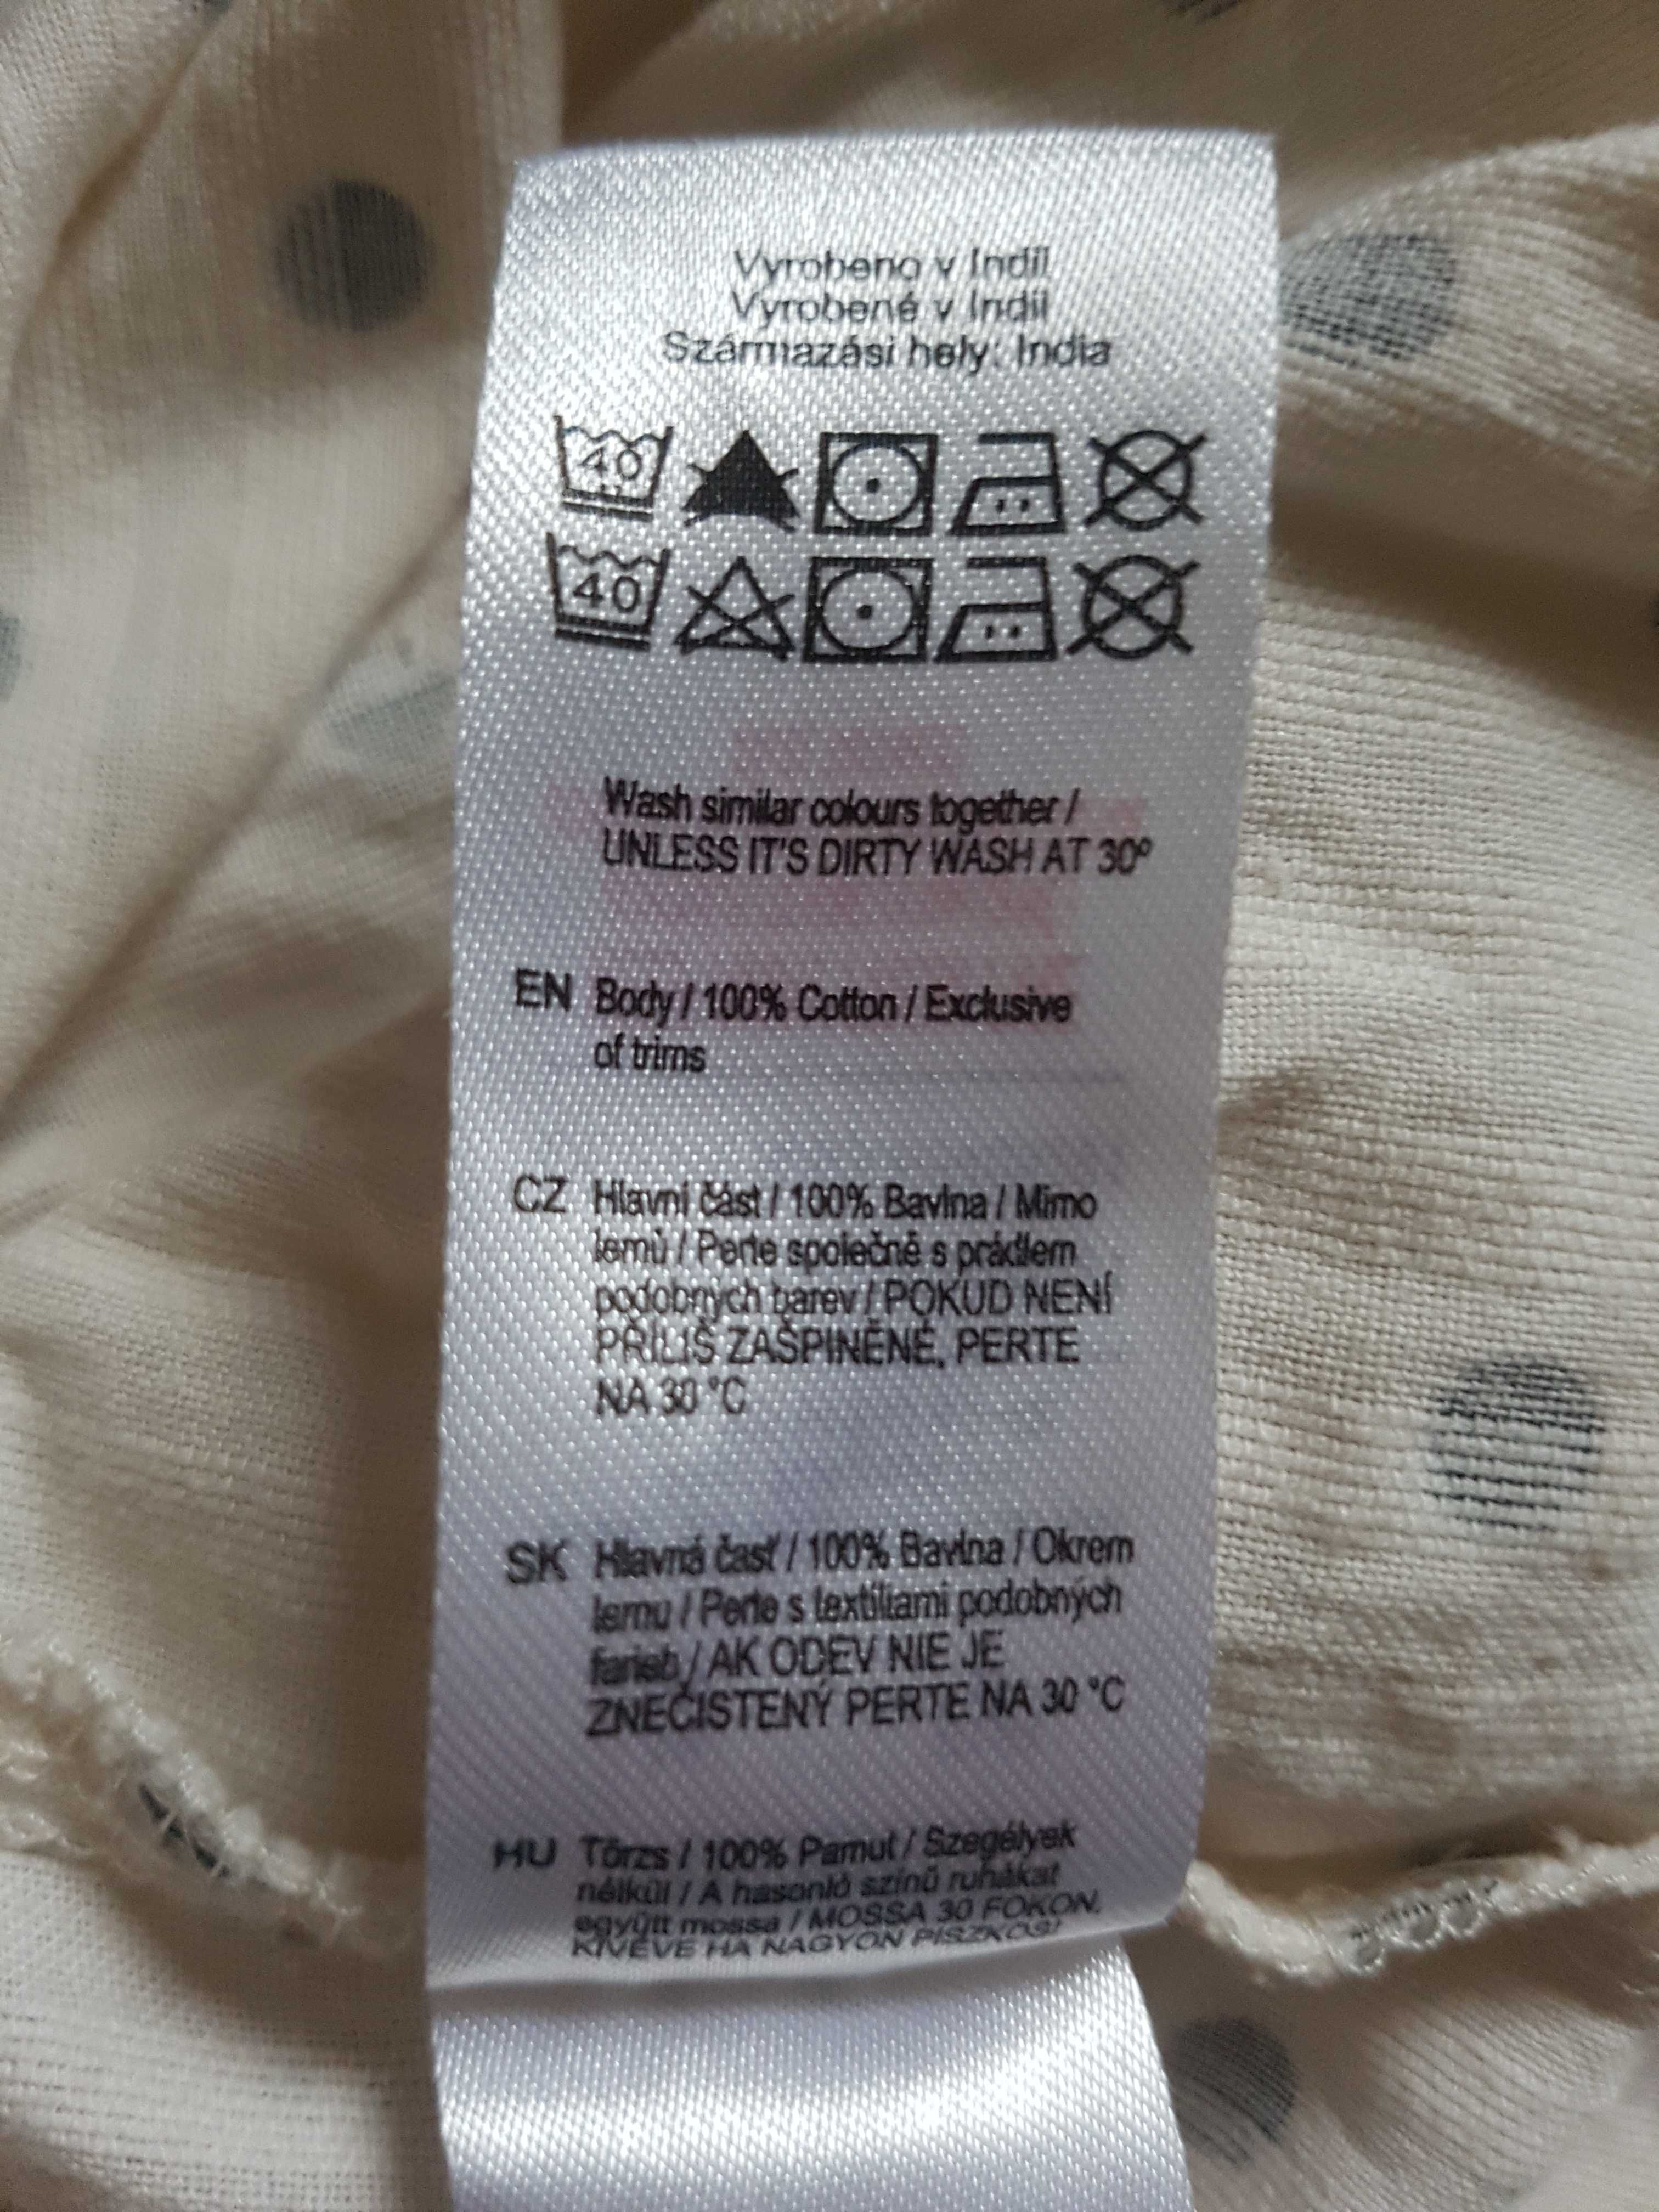 Vyrobeno v Indii
Vyrobené v Indii
Származási hely: India
40
40
Wash similar colours together /
UNLESS IT'S DIRTY WASH AT 30º
EN Body / 100% Cotton / Exclusive
of trims
CZ Hlavní část / 100% Bavlna / Mimo
lemů / Perte společně s prádlem
podobných barev / POKUD NENÍ
PŘÍLIŠ ZAŠPINĚNÉ, PERTE
NA 30 °C
SK Hlavná časť / 100% Bavlna / Okrem
lemu / Perte s textíliami podobných
farieb / AK ODEV NIE JE
ZNEČISTENÝ PERTE NA 30 °C
HU Törzs / 100% Pamut / Szegélyek
nélkül / A hasonló színű ruhákat
együtt mossa / MOSSA 30 FOKON,
KIVÉVE HA NAGYON PISZKOS!